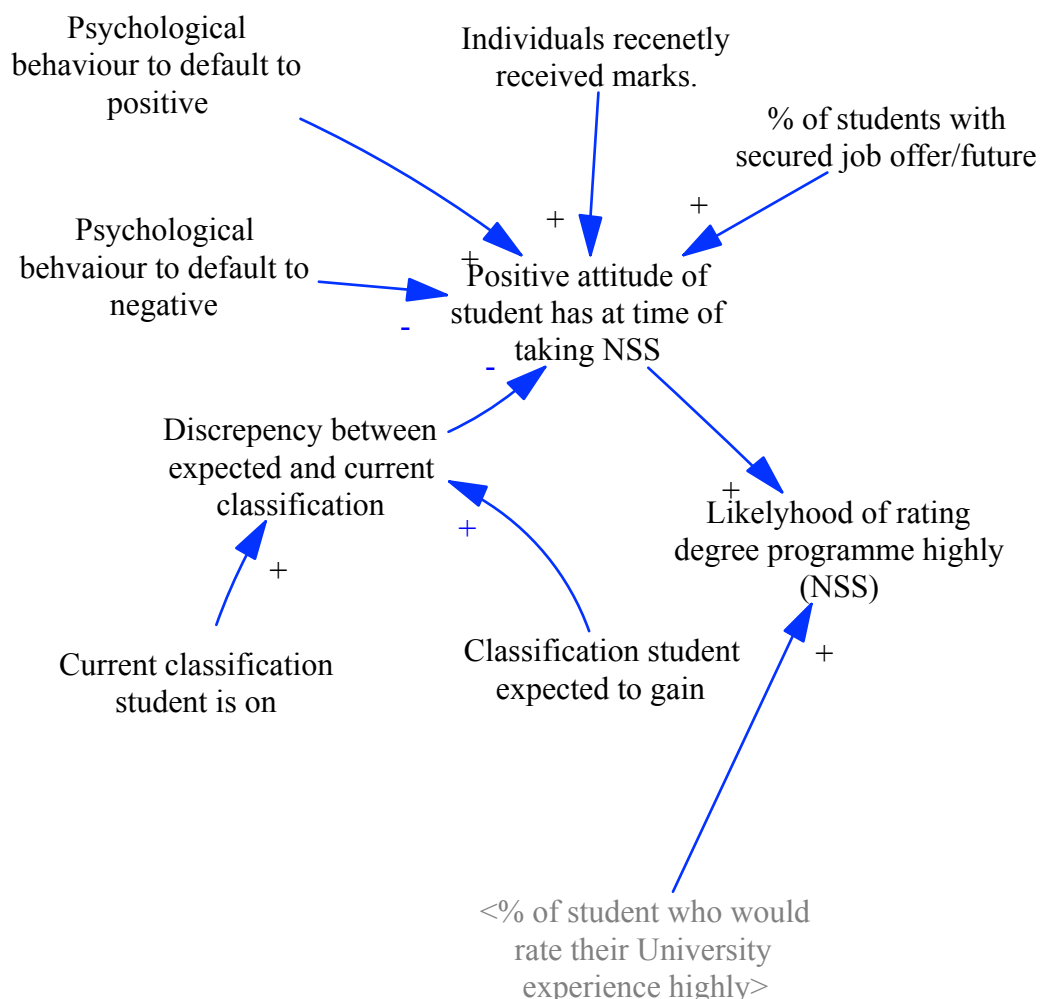 Psychological
behaviour to default to
positive
Individuals recenetly
received marks.
% of students with
secured job offer/future
+
+
Psychological
behvaiour to default to
negative
+
Positive attitude of
student has at time of
taking NSS
-
-
Discrepency between
expected and current
classification
+
+
+
Likelyhood of rating
degree programme highly
(NSS)
Current classification
student is on
Classification student
expected to gain
+
<% of student who would
rate their University
experience highly>